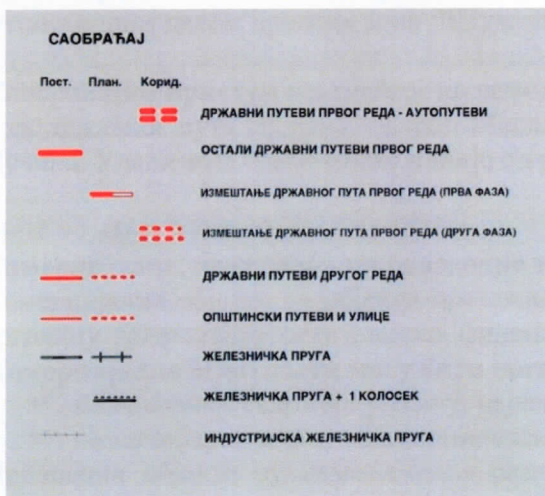 САОБРАЋАЈ
Пост. План. Корид.
ДРЖАВНИ ПУТЕВИ ПРВОГ РЕДА - АУТОПУТЕВИ
ОСТАЛИ ДРЖАВНИ ПУТЕВИ ПРВОГ РЕДА
ИЗМЕШТАЊЕ ДРЖАВНОГ ПУТА ПРВОГ РЕДА (ПРВА ФАЗА)
ИЗМЕШТАЊЕ ДРЖАВНОГ ПУТА ПРВОГ РЕДА (ДРУГА ФАЗА)
ДРЖАВНИ ПУТЕВИ ДРУГОГ РЕДА
ОПШТИНСКИ ПУТЕВИ И УЛИЦЕ
ЖЕЛЕЗНИЧКА ПРУГА
ЖЕЛЕЗНИЧКА ПРУГА + 1 КОЛОСЕК
ИНДУСТРИЈСКА ЖЕЛЕЗНИЧКА ПРУГА